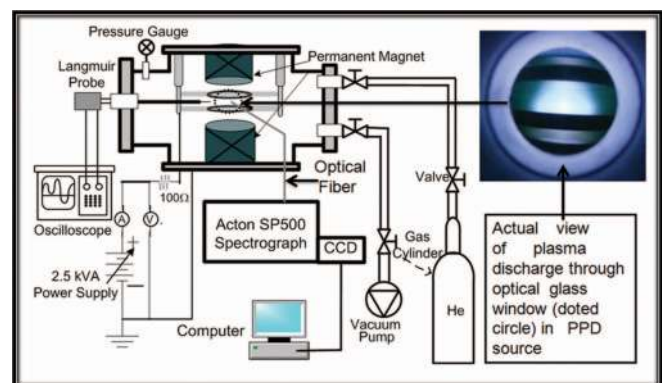 Pressure Gauge
Permanent Magnet
Langmuir
Probe
Optical
Fiber
Valve
100Ω
A
V
Oscilloscope
Acton SP500
Spectrograph
CCD
Gas
Cylinder
2.5 kVA
Power Supply
Computer
Vacuum
Pump
He
Actual view
of plasma
discharge through
optical glass
window (doted
circle) in PPD
source